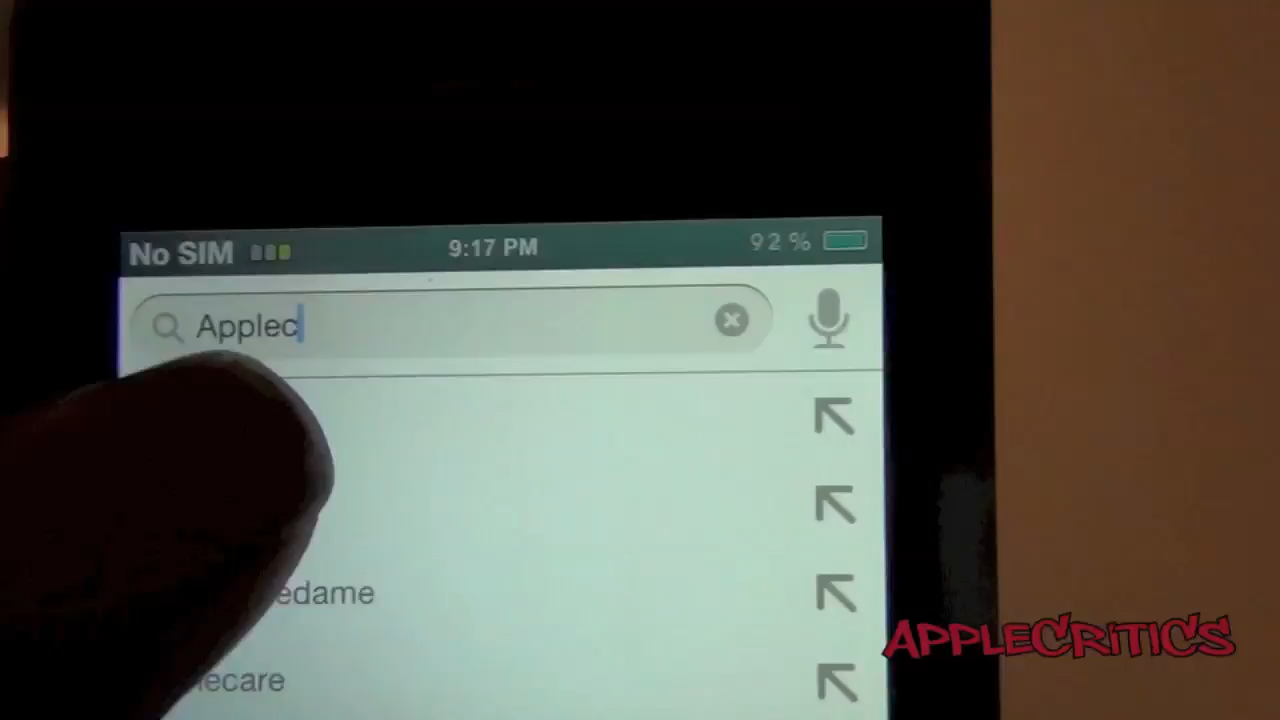 No SIM 9:17 PM 92 %
Applec
edame
lecare
APPLECRITICS